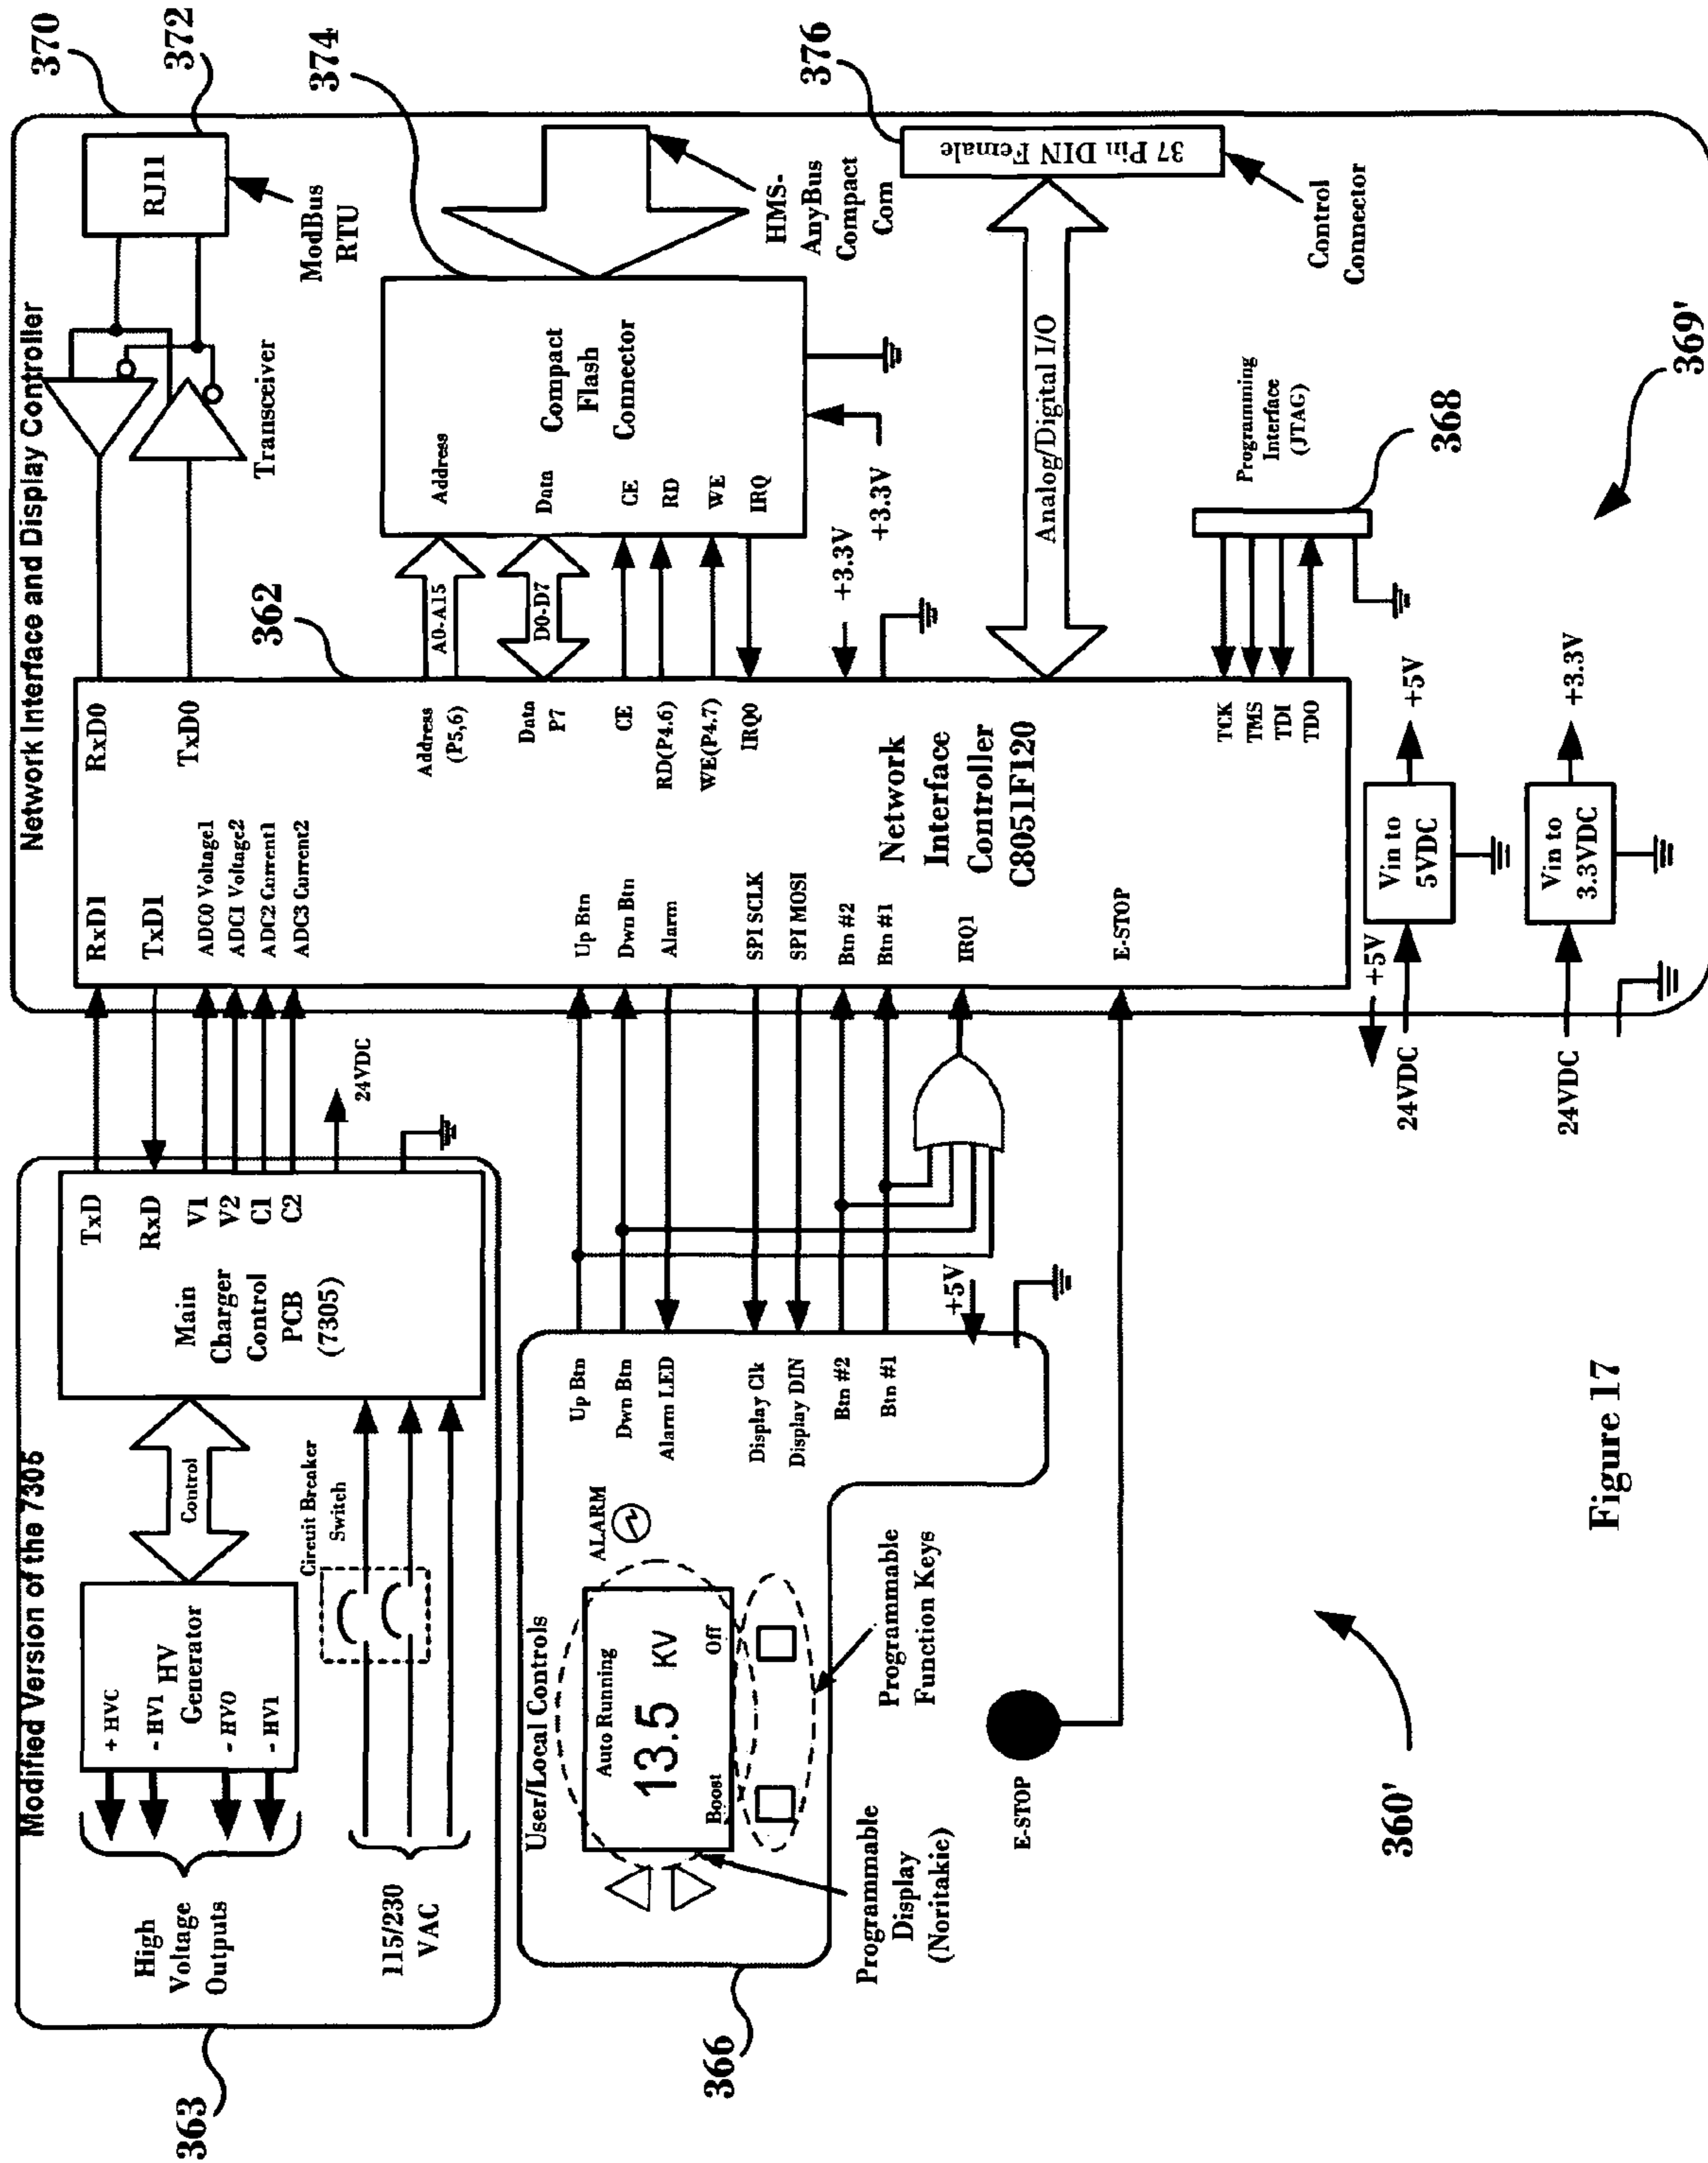 Network Interface and Display Controller
370
372
RJ11
ModBus
RTU
Transceiver
374
Compact
Flash
Connector
Address
Data
CE
RD
WE
IRQ
A0-A15
D0-D7
+3.3V
+3.3V
HMS-
AnyBus
Compact
Com
376
37 Pin DIN Female
Control
Connector
Analog/Digital I/O
Programming
Interface
(JTAG)
368
369'
362
RxD0
TxD0
Address
(P5,6)
Data
P7
CE
RD(P4.6)
WE(P4.7)
IRQ0
TCK
TMS
TDI
TDO
Network
Interface
Controller
C8051F120
RxD1
TxD1
ADC0 Voltage1
ADC1 Voltage2
ADC2 Current1
ADC3 Current2
Up Btn
Dwn Btn
Alarm
SPI SCLK
SPI MOSI
Btn #2
Btn #1
IRQ1
E-STOP
Vin to
5VDC
+5V
Vin to
3.3VDC
+3.3V
+5V
24VDC
24VDC
Modified Version of the 7305
TxD
RxD
V1
V2
C1
C2
24VDC
Main
Charger
Control
PCB
(7305)
Control
HV
Generator
+ HVC
- HV1
- HV0
- HV1
High
Voltage
Outputs
Circuit Breaker
Switch
115/230
VAC
363
User/Local Controls
Up Btn
Dwn Btn
Alarm LED
Display Clk
Display DIN
Btn #2
Btn #1
+5V
ALARM
Auto Running
13.5 KV
Boost
Off
Programmable
Function Keys
Programmable
Display
(Noritakie)
366
E-STOP
360'
Figure 17